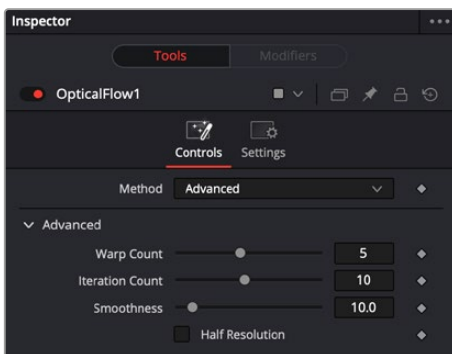 Inspector
Tools Modifiers
OpticalFlow1
Controls Settings
Method Advanced
Advanced
Warp Count 5
Iteration Count 10
Smoothness 10.0
Half Resolution